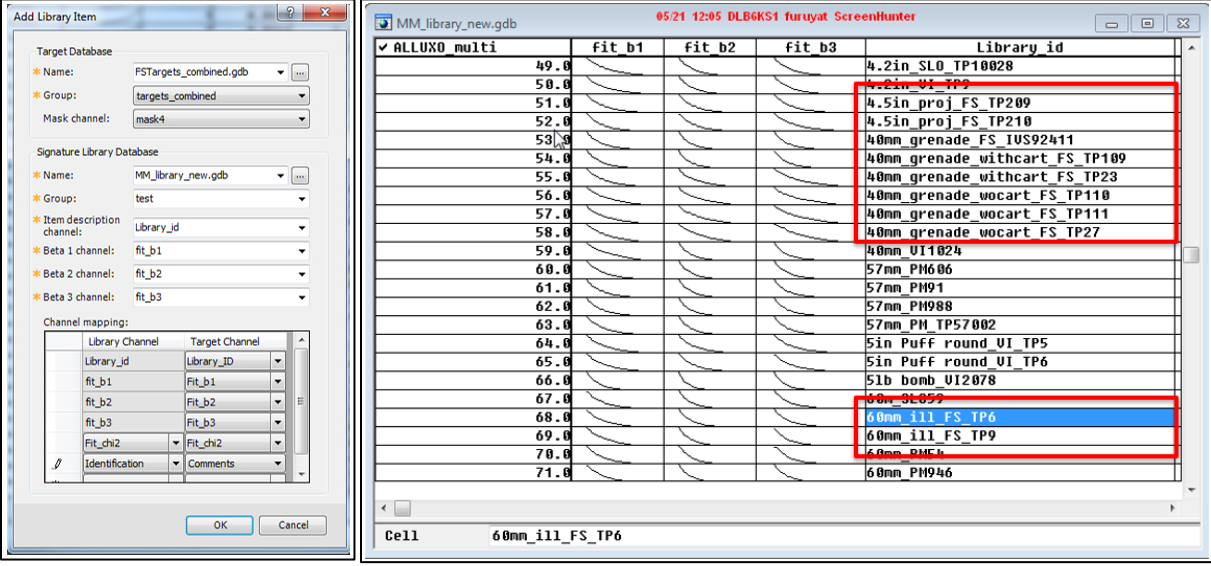 Add Library Item
Target Database
Name: FSTargets_combined.gdb ...
Group: targets_combined
Mask channel: mask4
Signature Library Database
Name: MM_library_new.gdb ...
Group: test
Item description
channel: Library_id
Beta 1 channel: fit_b1
Beta 2 channel: fit_b2
Beta 3 channel: fit_b3
Channel mapping:
Library Channel Target Channel
Library_id Library_ID
fit_b1 Fit_b1
fit_b2 Fit_b2
fit_b3 Fit_b3
Fit_chi2 Fit_chi2
Identification Comments
OK Cancel
MM_library_new.gdb
05/21 12:05 DLB6KS1 furuyat ScreenHunter
✓ ALLUXO_multi fit_b1 fit_b2 fit_b3 Library_id
49.0 4.2in_SLO_TP10028
50.0 4.2in_VI_TP9
51.0 4.5in_proj_FS_TP209
52.0 4.5in_proj_FS_TP210
53.0 40mm_grenade_FS_IVS92411
54.0 40mm_grenade_withcart_FS_TP109
55.0 40mm_grenade_withcart_FS_TP23
56.0 40mm_grenade_wocart_FS_TP110
57.0 40mm_grenade_wocart_FS_TP111
58.0 40mm_grenade_wocart_FS_TP27
59.0 40mm_VI1024
60.0 57mm_PM606
61.0 57mm_PM91
62.0 57mm_PM988
63.0 57mm_PM_TP57002
64.0 5in Puff round_VI_TP5
65.0 5in Puff round_VI_TP6
66.0 5lb bomb_VI2078
67.0
68.0 60mm_ill_FS_TP6
69.0 60mm_ill_FS_TP9
70.0
71.0 60mm_PM946
Cell 60mm_ill_FS_TP6